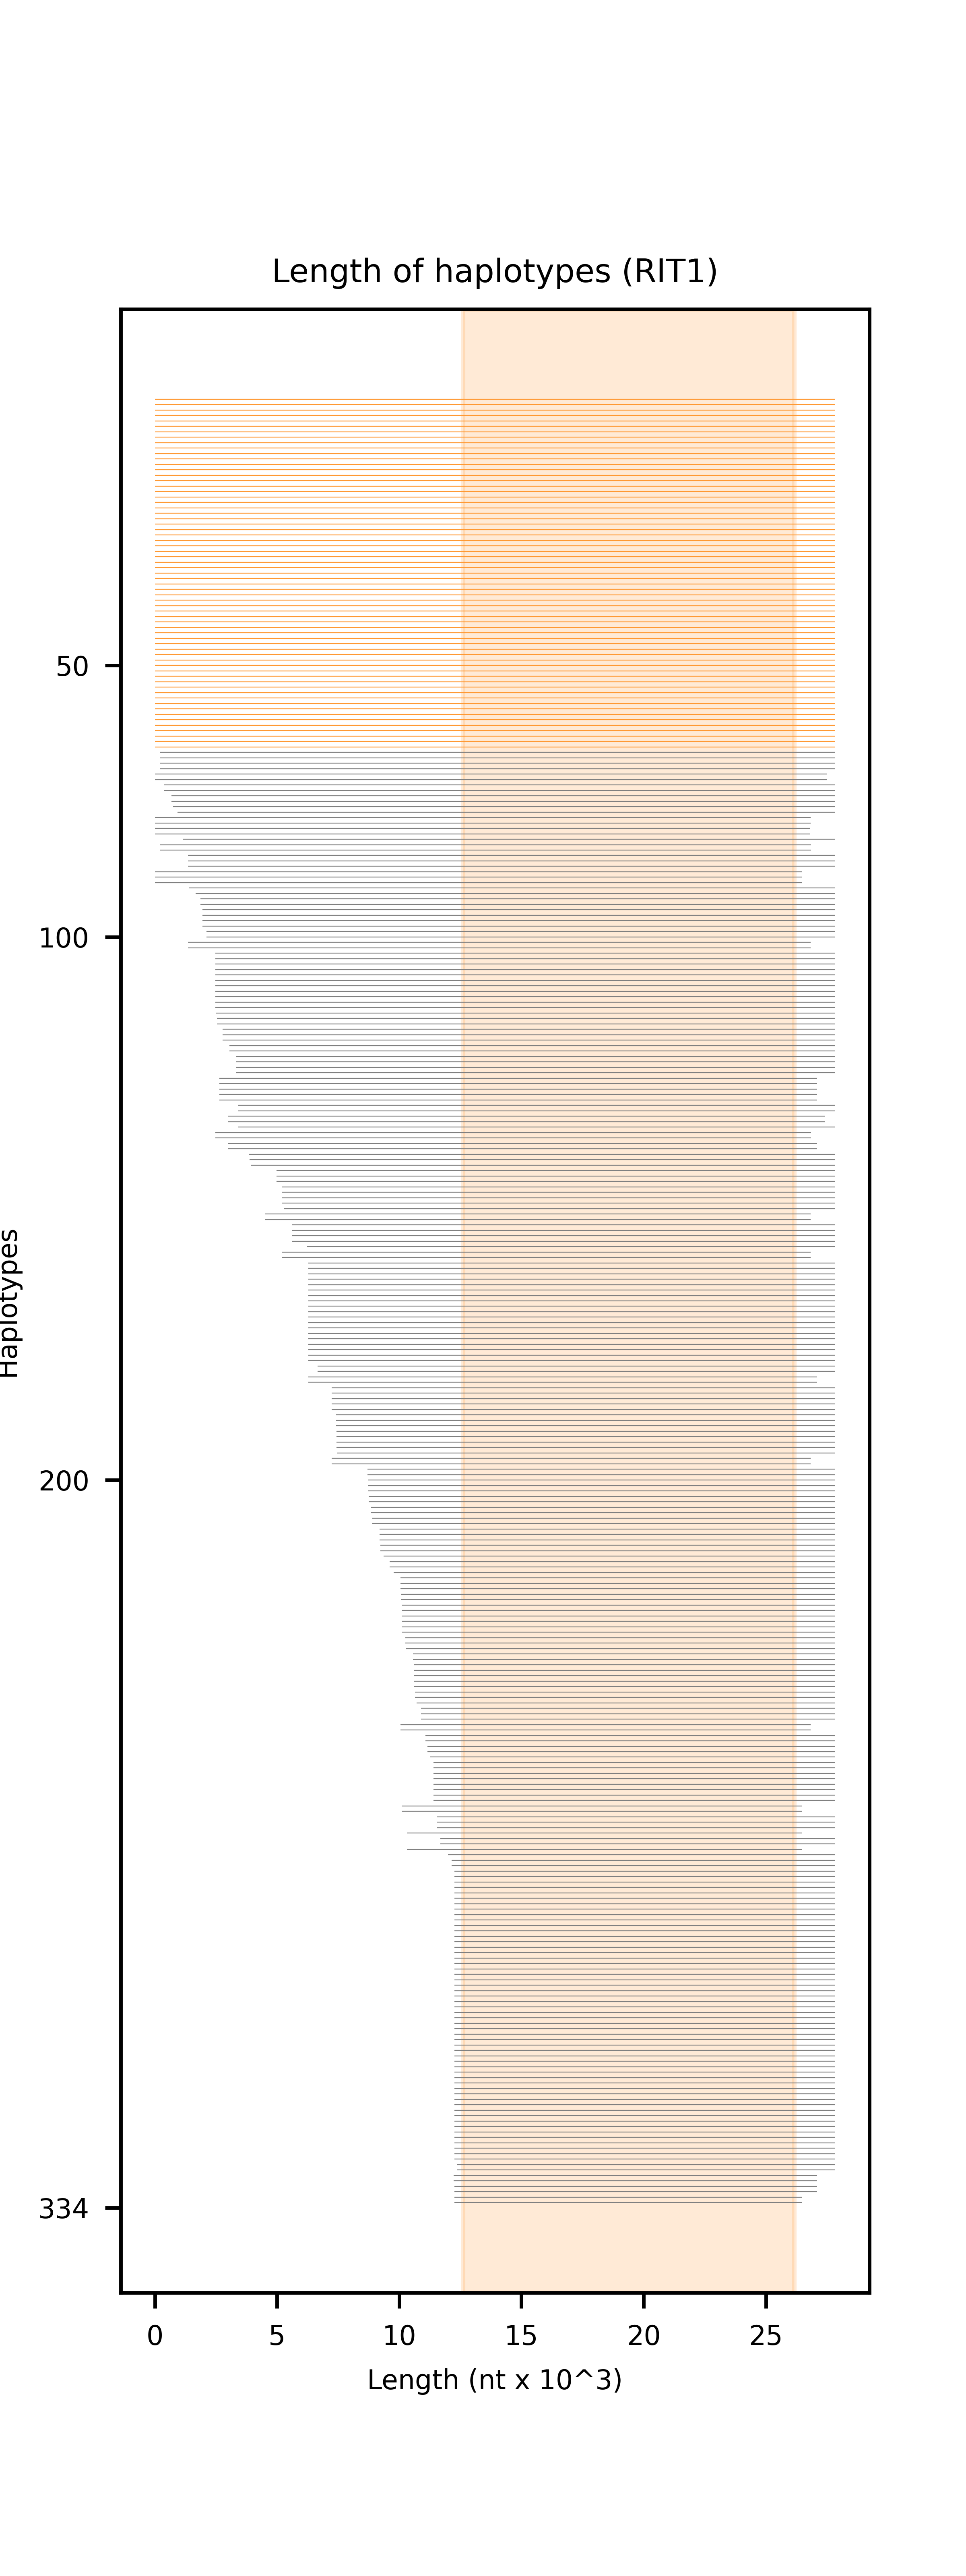 Length of haplotypes (RIT1)
50
100
Haplotypes
200
334
0 5 10 15 20 25
Length (nt x 10^3)